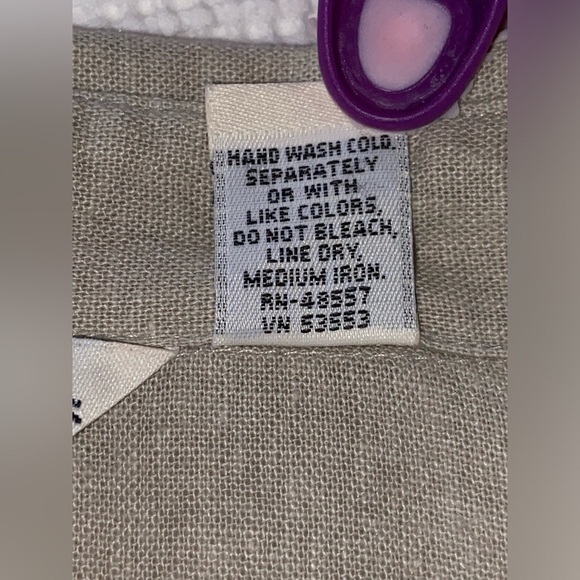 HAND WASH COLD.
SEPARATELY
OR WITH
LIKE COLORS.
DO NOT BLEACH.
LINE DRY.
MEDIUM IRON.
RN-48557
VN 53553